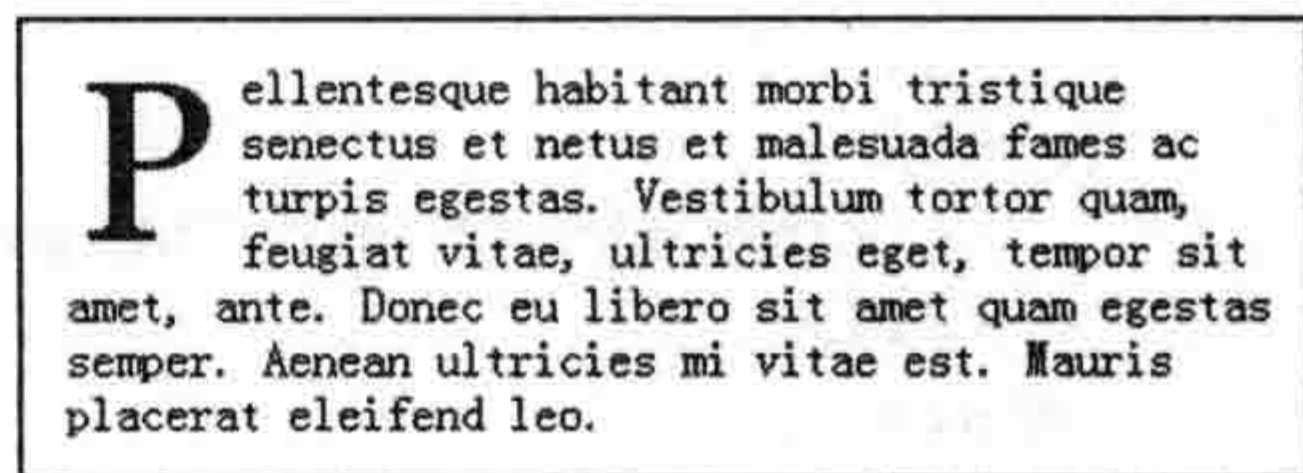 Pellentesque habitant morbi tristique
senectus et netus et malesuada fames ac
turpis egestas. Vestibulum tortor quam,
feugiat vitae, ultricies eget, tempor sit
amet, ante. Donec eu libero sit amet quam egestas
semper. Aenean ultricies mi vitae est. Mauris
placerat eleifend leo.